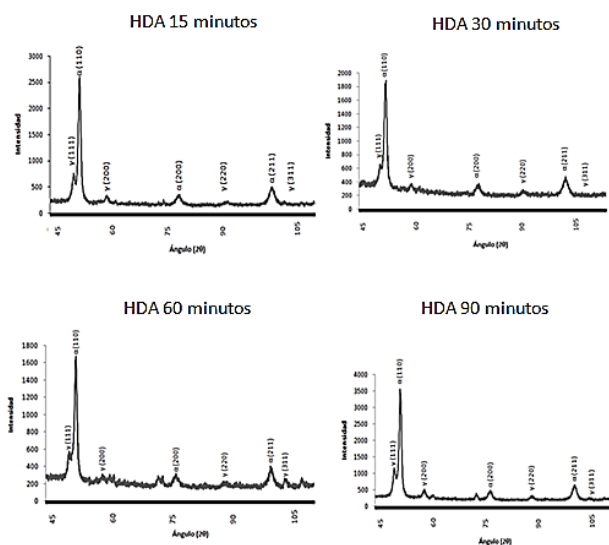 HDA 15 minutos
Intensidad
3000
2500
2000
1500
1000
500
0
γ(111)
α(110)
γ(200)
α(200)
γ(220)
α(211)
γ(311)
45
60
75
90
105
Ángulo (2θ)
HDA 30 minutos
Intensidad
2000
1800
1600
1400
1200
1000
800
600
400
200
0
γ(111)
α(110)
γ(200)
α(200)
γ(220)
α(211)
γ(311)
45
60
75
90
105
Ángulo (2θ)
HDA 60 minutos
Intensidad
1800
1600
1400
1200
1000
800
600
400
200
0
γ(111)
α(110)
γ(200)
α(200)
γ(220)
α(211)
γ(311)
45
60
75
90
105
Ángulo (2θ)
HDA 90 minutos
Intensidad
4000
3500
3000
2500
2000
1500
1000
500
0
γ(111)
α(110)
γ(200)
α(200)
γ(220)
α(211)
γ(311)
45
60
75
90
105
Ángulo (2θ)